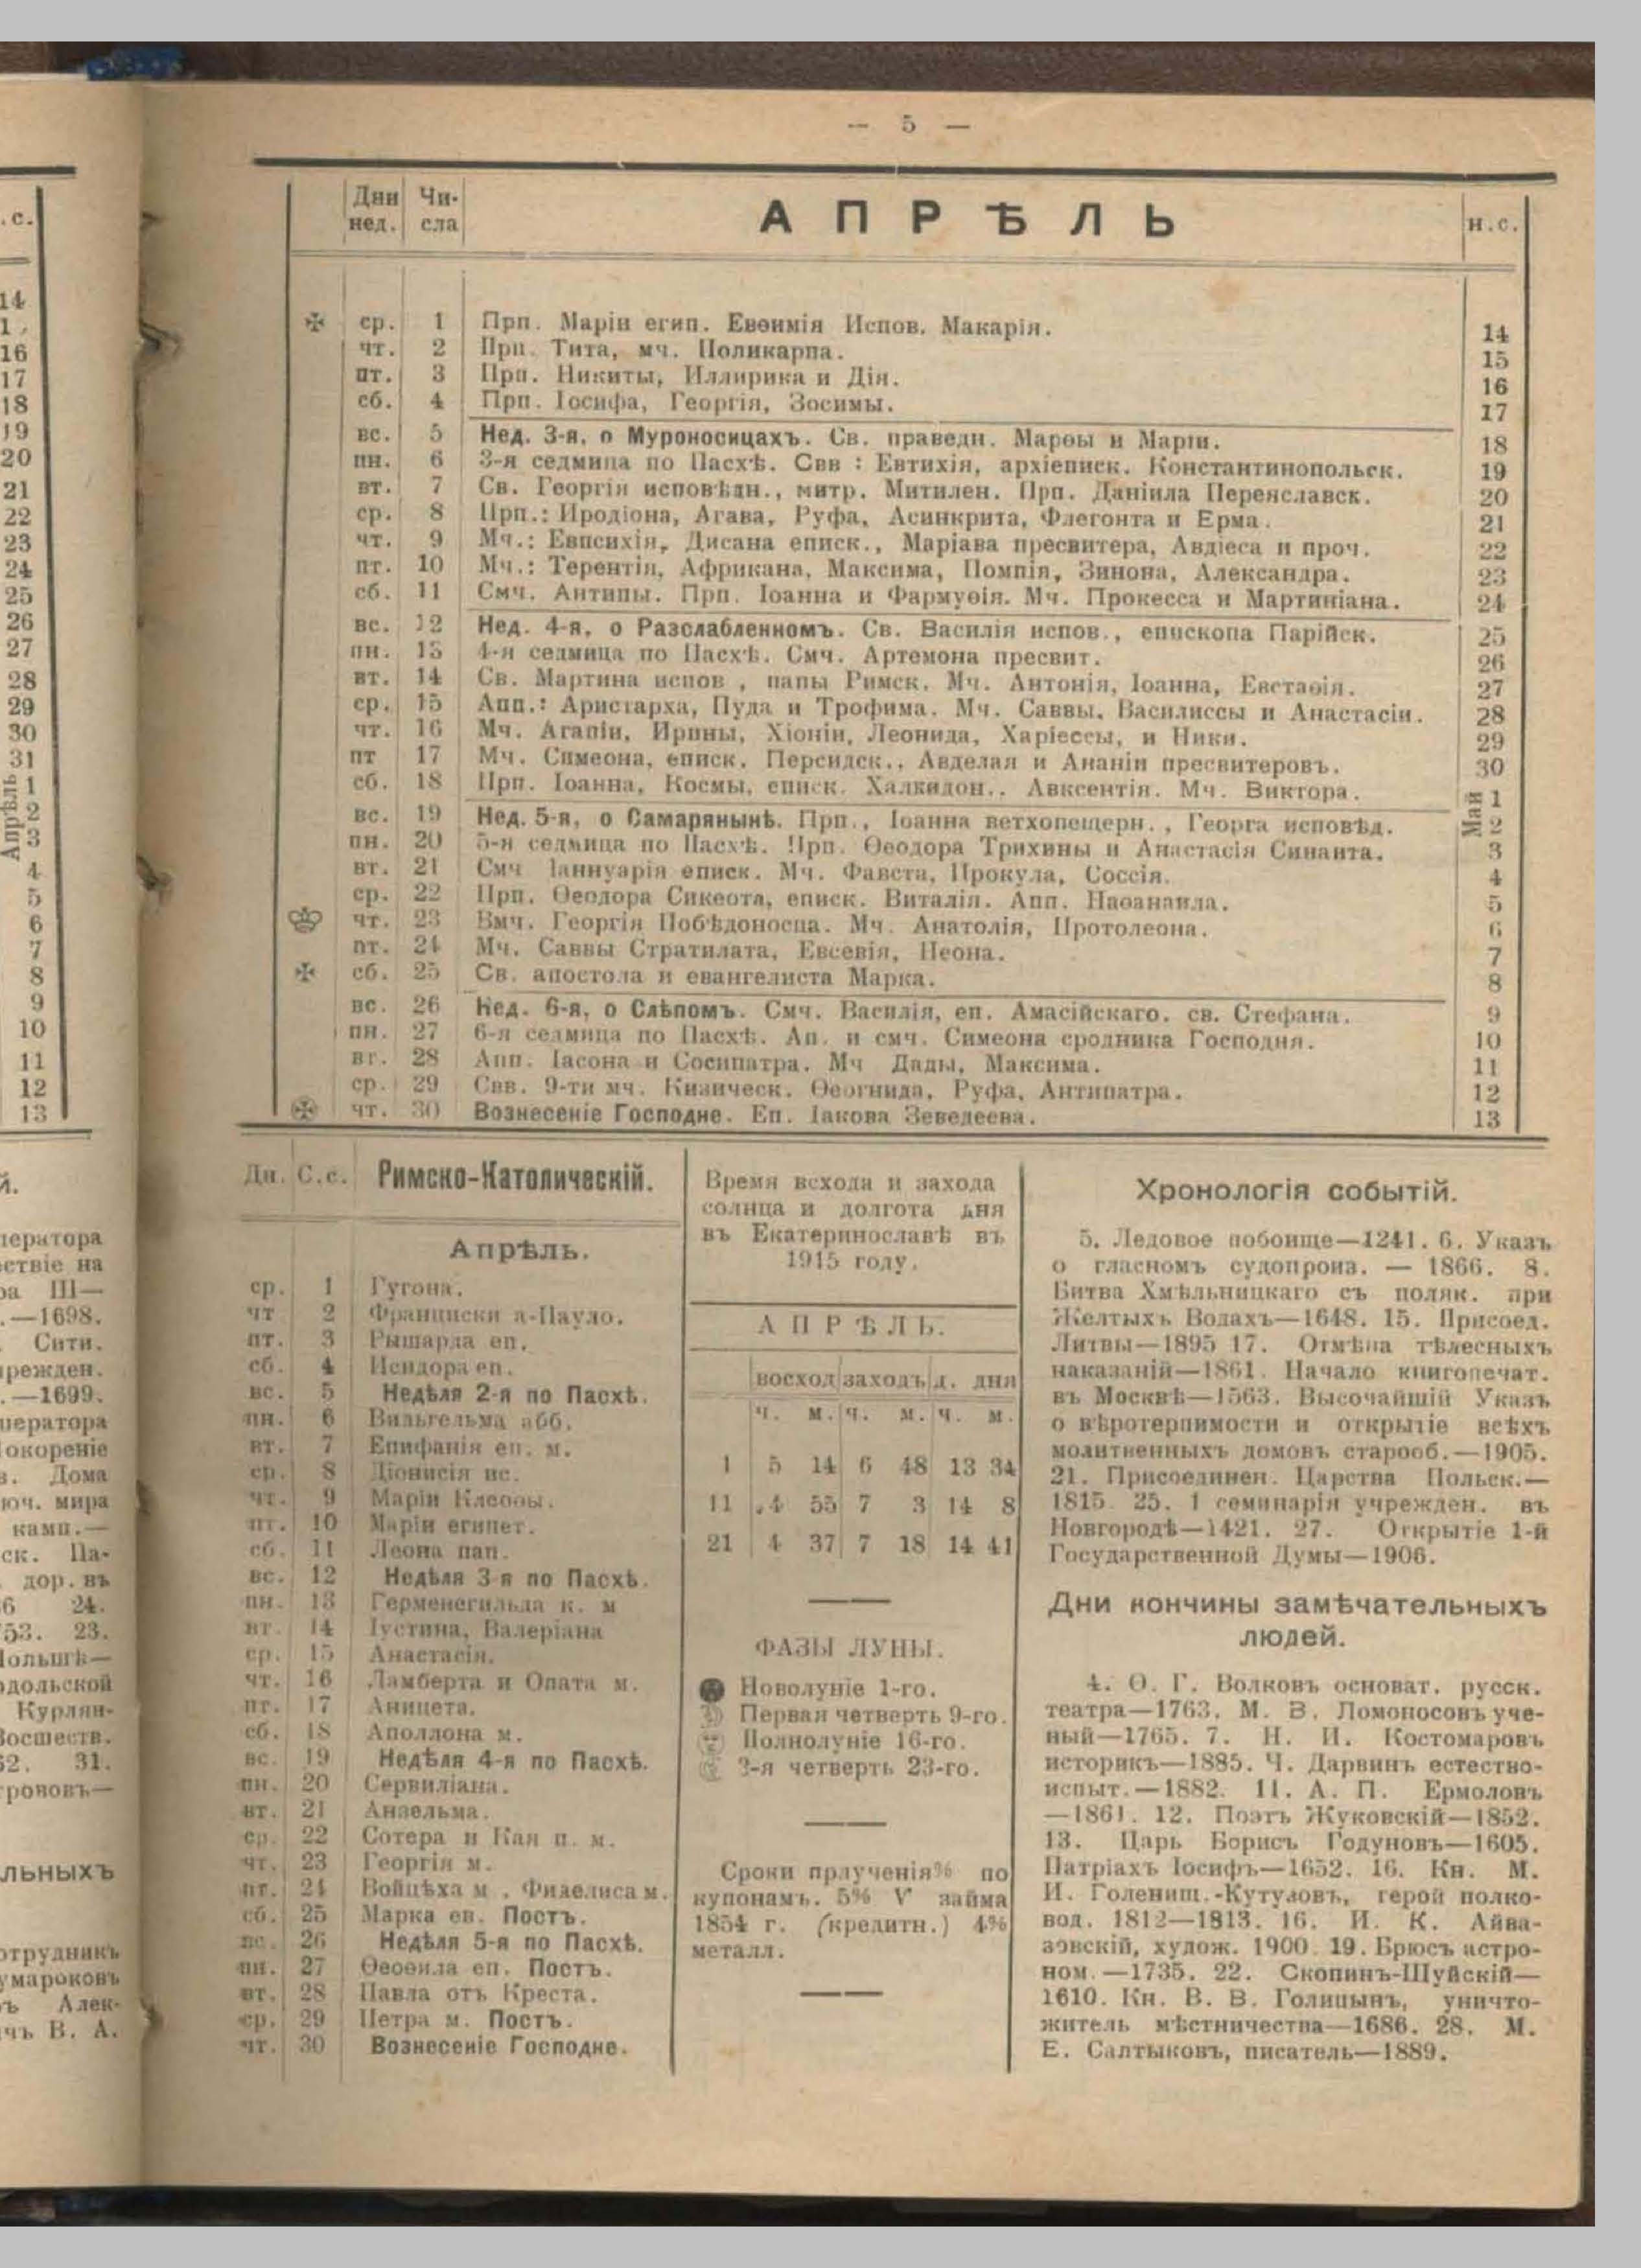 — 5 —
Дни нед. Чи-сла АПРѢЛЬ н.с.
ср. 1 Прп. Маріи егип. Евѳимія Испов. Макарія. 14
чт. 2 Прп. Тита, мч. Поликарпа. 15
пт. 3 Прп. Никиты, Иллирика и Дія. 16
сб. 4 Прп. Іосифа, Георгія, Зосимы. 17
вс. 5 Нед. 3-я, о Муроносицахъ. Св. праведн. Марѳы и Маріи. 18
пн. 6 3-я седмица по Пасхѣ. Свв : Евтихія, архіеписк. Константинопольск. 19
вт. 7 Св. Георгія исповѣдн., митр. Митилен. Прп. Даніила Переяславск. 20
ср. 8 Прп.: Иродіона, Агава, Руфа, Асинкрита, Флегонта и Ерма. 21
чт. 9 Мч.: Евпсихія, Дисана еписк., Маріава пресвитера, Авдіеса и проч. 22
пт. 10 Мч.: Терентія, Африкана, Максима, Помпія, Зинона, Александра. 23
сб. 11 Смч. Антипы. Прп. Іоанна и Фармуѳія. Мч. Прокесса и Мартиніана. 24
вс. 12 Нед. 4-я, о Разслабленномъ. Св. Василія испов., епископа Парійск. 25
пн. 13 4-я седмица по Пасхѣ. Смч. Артемона пресвит. 26
вт. 14 Св. Мартина испов , папы Римск. Мч. Антонія, Іоанна, Евстаѳія. 27
ср. 15 Апп.: Аристарха, Пуда и Трофима. Мч. Саввы, Василиссы и Анастасіи. 28
чт. 16 Мч. Агапіи, Ирины, Хіоніи, Леонида, Харіессы, и Ники. 29
пт 17 Мч. Симеона, еписк. Персидск., Авделая и Ананіи пресвитеровъ. 30
сб. 18 Прп. Іоанна, Космы, еписк. Халкидон.. Авксентія. Мч. Виктора. Май 1
вс. 19 Нед. 5-я, о Самарянынѣ. Прп., Іоанна ветхопещерн. , Георга исповѣд. 2
пн. 20 5-я седмица по Пасхѣ. Прп. Ѳеодора Трихины и Анастасія Синаита. 3
вт. 21 Смч Іаннуарія еписк. Мч. Фавста, Прокула, Соссія. 4
ср. 22 Прп. Ѳеодора Сикеота, еписк. Виталія. Апп. Наѳанаила. 5
чт. 23 Вмч. Георгія Побѣдоносца. Мч. Анатолія, Протолеона. 6
пт. 24 Мч. Саввы Стратилата, Евсевія, Неона. 7
сб. 25 Св. апостола и евангелиста Марка. 8
вс. 26 Нед. 6-я, о Слѣпомъ. Смч. Василія, еп. Амасійскаго. св. Стефана. 9
пн. 27 6-я седмица по Пасхѣ. Ап. и смч. Симеона сродника Господня. 10
вт. 28 Апп. Іасона и Сосипатра. Мч Дады, Максима. 11
ср. 29 Свв. 9-ти мч. Кизическ. Ѳеогнида, Руфа, Антипатра. 12
чт. 30 Вознесеніе Господне. Еп. Іакова Зеведеева. 13
Дн. С.с. Римско-Католическій.
Апрѣль.
ср. 1 Гугона.
чт 2 Франциски а-Пауло.
пт. 3 Рышарда еп.
сб. 4 Исидора еп.
вс. 5 Недѣля 2-я по Пасхѣ.
пн. 6 Вильгельма абб.
вт. 7 Епифанія еп. м.
ср. 8 Діонисія ис.
чт. 9 Маріи Клеофы.
пт. 10 Маріи египет.
сб. 11 Леона пап.
вс. 12 Недѣля 3 я по Пасхѣ.
пн. 13 Герменегильда к. м
вт. 14 Іустина, Валеріана
ср. 15 Анастасіи.
чт. 16 Ламберта и Опата м.
пт. 17 Аницета.
сб. 18 Аполлона м.
вс. 19 Недѣля 4-я по Пасхѣ.
пн. 20 Сервиліана.
вт. 21 Анзельма.
ср. 22 Сотера и Кая п. м.
чт. 23 Георгія м.
пт. 24 Войцѣха м . Фиделиса м.
сб. 25 Марка ев. Постъ.
вс. 26 Недѣля 5-я по Пасхѣ.
пн. 27 Ѳеоѳила еп. Постъ.
вт. 28 Павла отъ Креста.
ср. 29 Петра м. Постъ.
чт. 30 Вознесеніе Господне.
Время всхода и захода
солнца и долгота дня
въ Екатеринославѣ въ
1915 году.
АПРѢЛЬ.
восход заходъ д. дня
ч. м. ч. м. ч. м.
1 5 14 6 48 13 34
11 4 55 7 3 14 8
21 4 37 7 18 14 41
ФАЗЫ ЛУНЫ.
Новолуніе 1-го.
Первая четверть 9-го.
Полнолуніе 16-го.
3-я четверть 23-го.
Сроки прлученія% по
купонамъ. 5% V займа
1854 г. (кредитн.) 4%
металл.
Хронологія событій.
5. Ледовое побоище—1241. 6. Указъ
о гласномъ судопроиз. — 1866. 8.
Битва Хмѣльницкаго съ поляк. при
Желтыхъ Водахъ—1648. 15. Присоед.
Литвы—1895 17. Отмѣна тѣлесныхъ
наказаній—1861. Начало книгопечат.
въ Москвѣ—1563. Высочайшій Указъ
о вѣротерпимости и открытіе всѣхъ
молитвенныхъ домовъ старооб.—1905.
21. Присоединен. Царства Польск.—
1815. 25. 1 семинарія учрежден. въ
Новгородѣ—1421. 27. Открытіе 1-й
Государственной Думы—1906.
Дни кончины замѣчательныхъ
людей.
4. Ѳ. Г. Волковъ основат. русск.
театра—1763. М. В. Ломоносовъ уче-
ный—1765. 7. Н. И. Костомаровъ
историкъ—1885. Ч. Дарвинъ естество-
испыт.—1882. 11. А. П. Ермоловъ
—1861. 12. Поэтъ Жуковскій—1852.
13. Царь Борисъ Годуновъ—1605.
Патріахъ Іосифъ—1652. 16. Кн. М.
И. Голенищ.-Кутузовъ, герой полко-
вод. 1812—1813. 16. И. К. Айва-
зовскій, худож. 1900. 19. Брюсъ астро-
ном.—1735. 22. Скопинъ-Шуйскій—
1610. Кн. В. В. Голицынъ, уничто-
житель мѣстничества—1686. 28. М.
Е. Салтыковъ, писатель—1889.